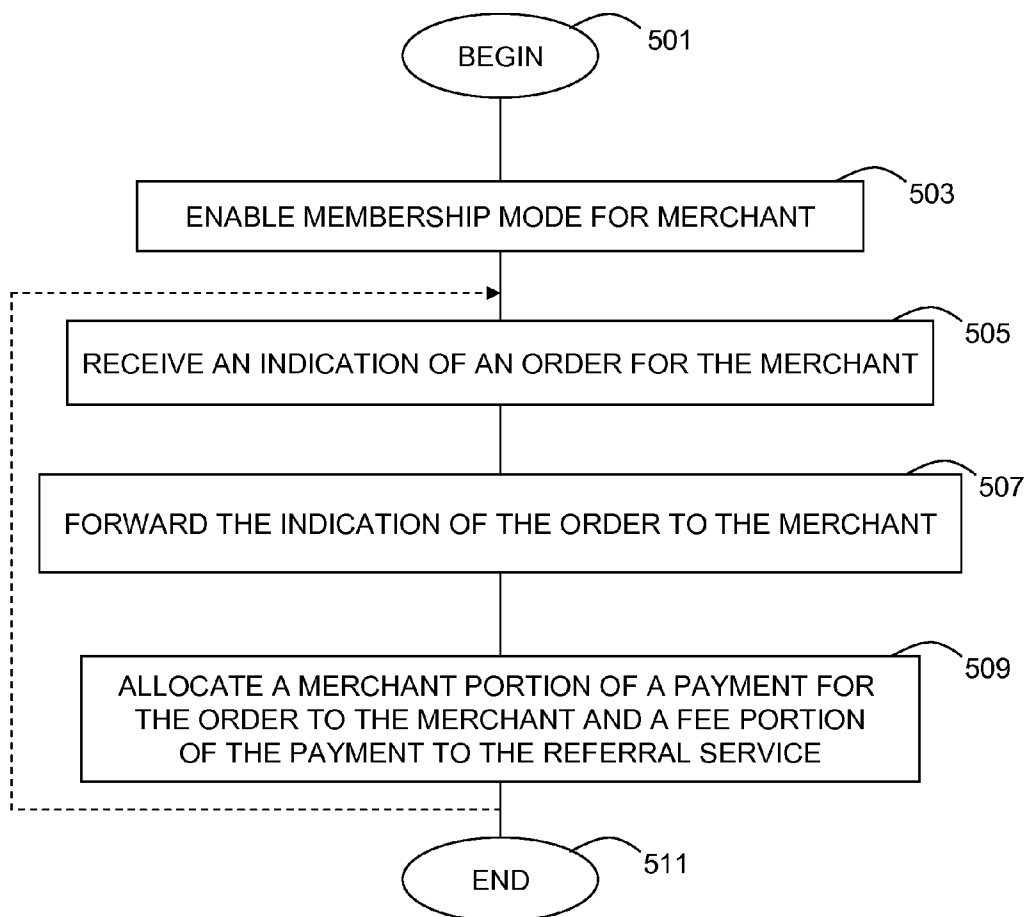 BEGIN
501
503
ENABLE MEMBERSHIP MODE FOR MERCHANT
505
RECEIVE AN INDICATION OF AN ORDER FOR THE MERCHANT
507
FORWARD THE INDICATION OF THE ORDER TO THE MERCHANT
509
ALLOCATE A MERCHANT PORTION OF A PAYMENT FOR
THE ORDER TO THE MERCHANT AND A FEE PORTION
OF THE PAYMENT TO THE REFERRAL SERVICE
END
511